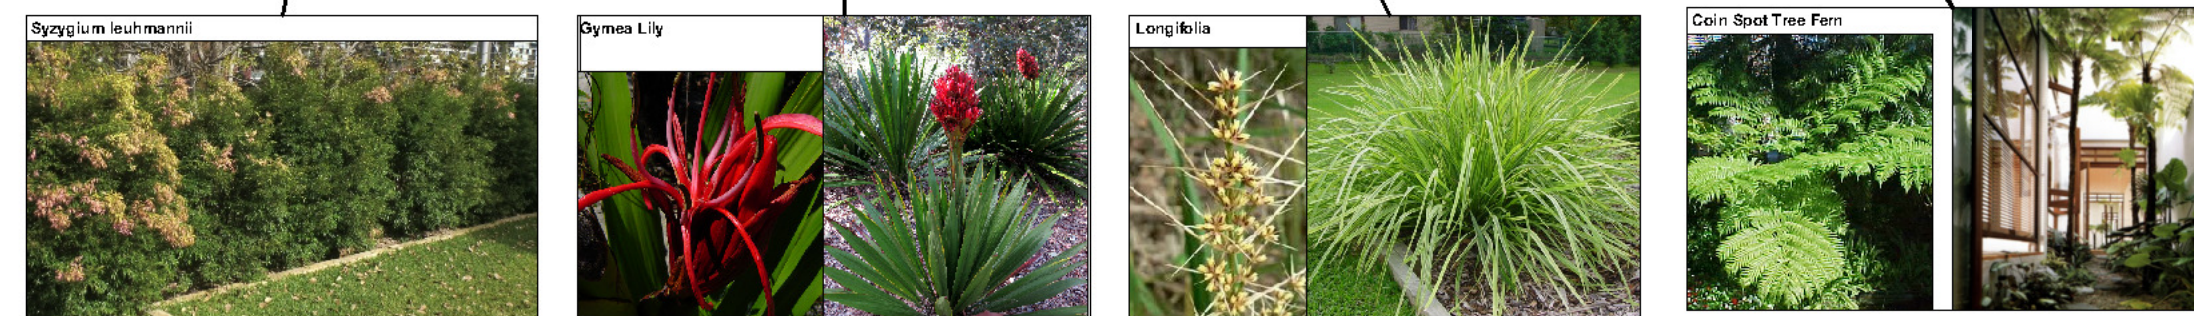 Syzygium leuhmannii
Gymea Lily
Longifolia
Coin Spot Tree Fern